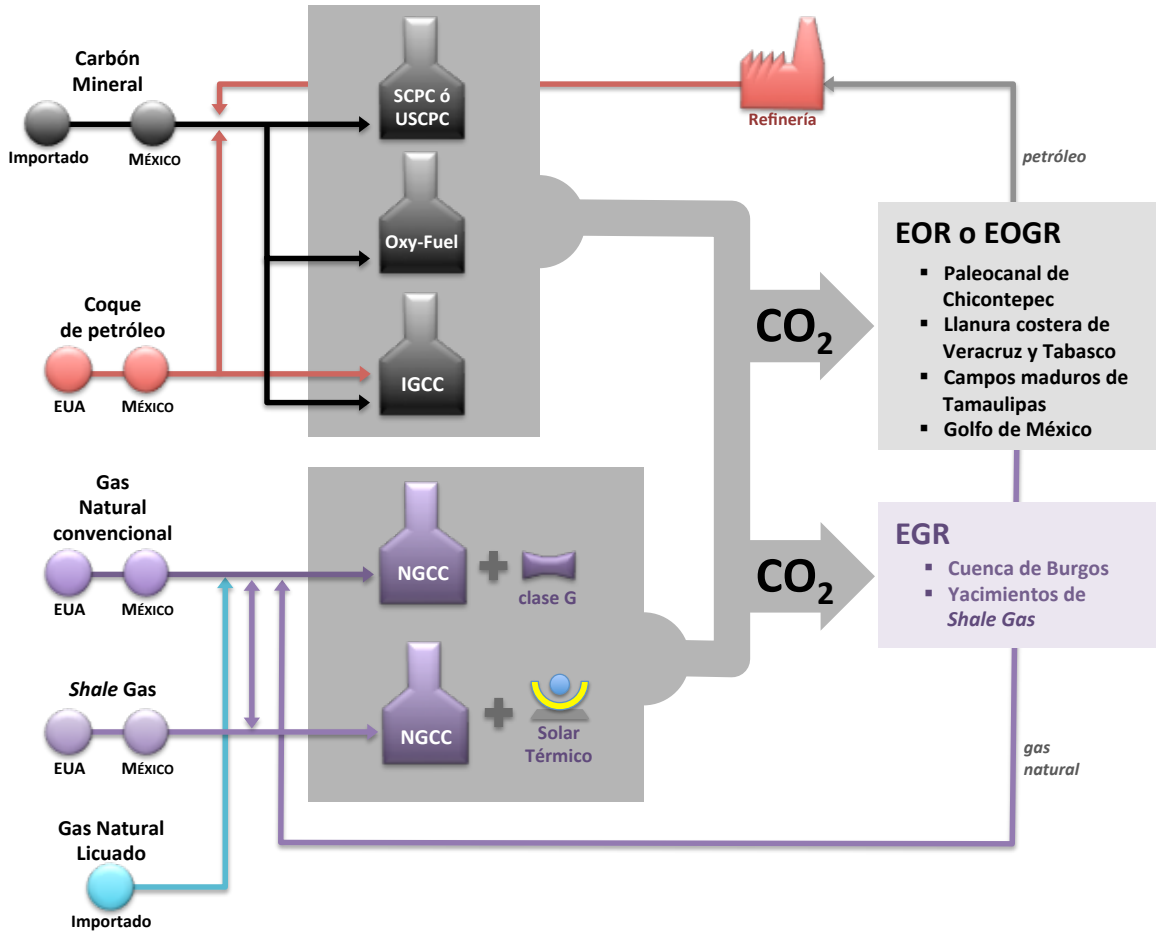 Carbón
Mineral
Importado
MÉXICO
SCPC ó
USCPC
Refinería
petróleo
Oxy-Fuel
EOR o EOGR
▪ Paleocanal de
Chicontepec
▪ Llanura costera de
Veracruz y Tabasco
▪ Campos maduros de
Tamaulipas
▪ Golfo de México
CO₂
Coque
de petróleo
EUA
MÉXICO
IGCC
Gas
Natural
convencional
EUA
MÉXICO
NGCC
clase G
CO₂
EGR
▪ Cuenca de Burgos
▪ Yacimientos de
Shale Gas
Shale Gas
EUA
MÉXICO
NGCC
Solar
Térmico
gas
natural
Gas Natural
Licuado
Importado